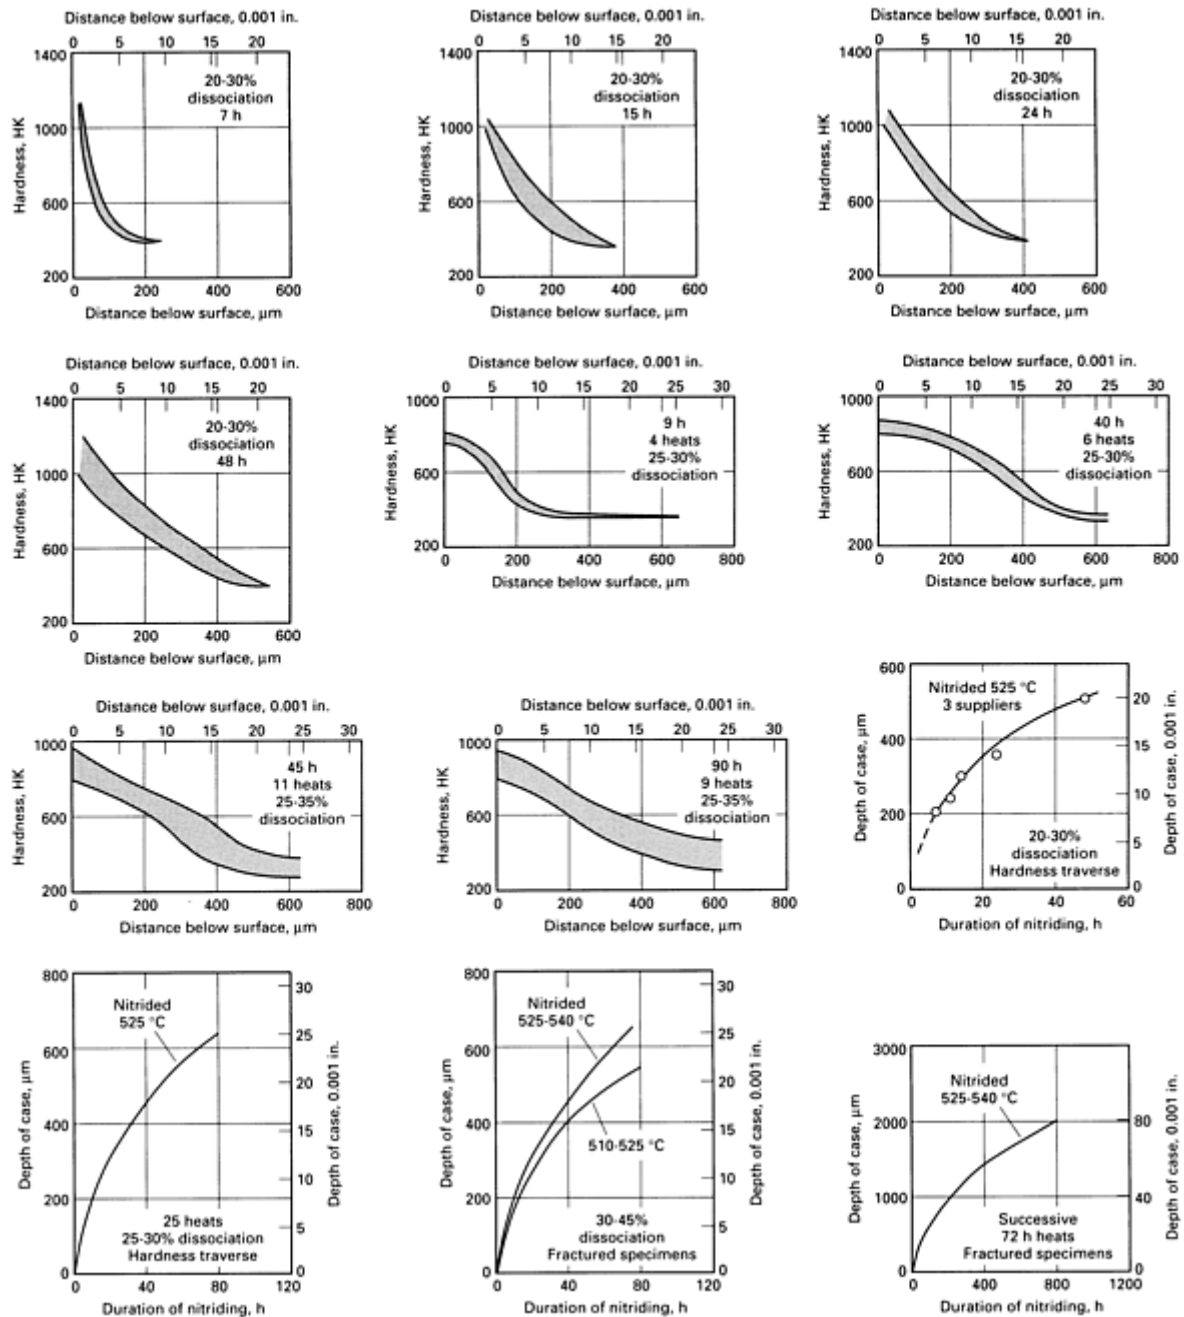 Distance below surface, 0.001 in.
0 5 10 15 20
1400
1000
600
200
Hardness, HK
20-30%
dissociation
7 h
0 200 400 600
Distance below surface, µm
Distance below surface, 0.001 in.
0 5 10 15 20
1400
1000
600
200
Hardness, HK
20-30%
dissociation
15 h
0 200 400 600
Distance below surface, µm
Distance below surface, 0.001 in.
0 5 10 15 20
1400
1000
600
200
Hardness, HK
20-30%
dissociation
24 h
0 200 400 600
Distance below surface, µm
Distance below surface, 0.001 in.
0 5 10 15 20
1400
1000
600
200
Hardness, HK
20-30%
dissociation
48 h
0 200 400 600
Distance below surface, µm
Distance below surface, 0.001 in.
0 5 10 15 20 25 30
1000
600
200
Hardness, HK
9 h
4 heats
25-30%
dissociation
0 200 400 600 800
Distance below surface, µm
Distance below surface, 0.001 in.
0 5 10 15 20 25 30
1000
600
200
Hardness, HK
40 h
6 heats
25-30%
dissociation
0 200 400 600 800
Distance below surface, µm
Distance below surface, 0.001 in.
0 5 10 15 20 25 30
1000
600
200
Hardness, HK
45 h
11 heats
25-35%
dissociation
0 200 400 600 800
Distance below surface, µm
Distance below surface, 0.001 in.
0 5 10 15 20 25 30
1000
600
200
Hardness, HK
90 h
9 heats
25-35%
dissociation
0 200 400 600 800
Distance below surface, µm
600
400
200
0
Depth of case, µm
Nitrided 525 °C
3 suppliers
20-30%
dissociation
Hardness traverse
20
15
10
5
0
Depth of case, 0.001 in.
0 20 40 60
Duration of nitriding, h
800
600
400
200
0
Depth of case, µm
Nitrided
525 °C
25 heats
25-30% dissociation
Hardness traverse
30
25
20
15
10
5
0
Depth of case, 0.001 in.
0 40 80 120
Duration of nitriding, h
800
600
400
200
0
Depth of case, µm
Nitrided
525-540 °C
510-525 °C
30-45%
dissociation
Fractured specimens
30
25
20
15
10
5
0
Depth of case, 0.001 in.
0 40 80 120
Duration of nitriding, h
3000
2000
1000
0
Depth of case, µm
Nitrided
525-540 °C
Successive
72 h heats
Fractured specimens
80
40
0
Depth of case, 0.001 in.
0 400 800 1200
Duration of nitriding, h